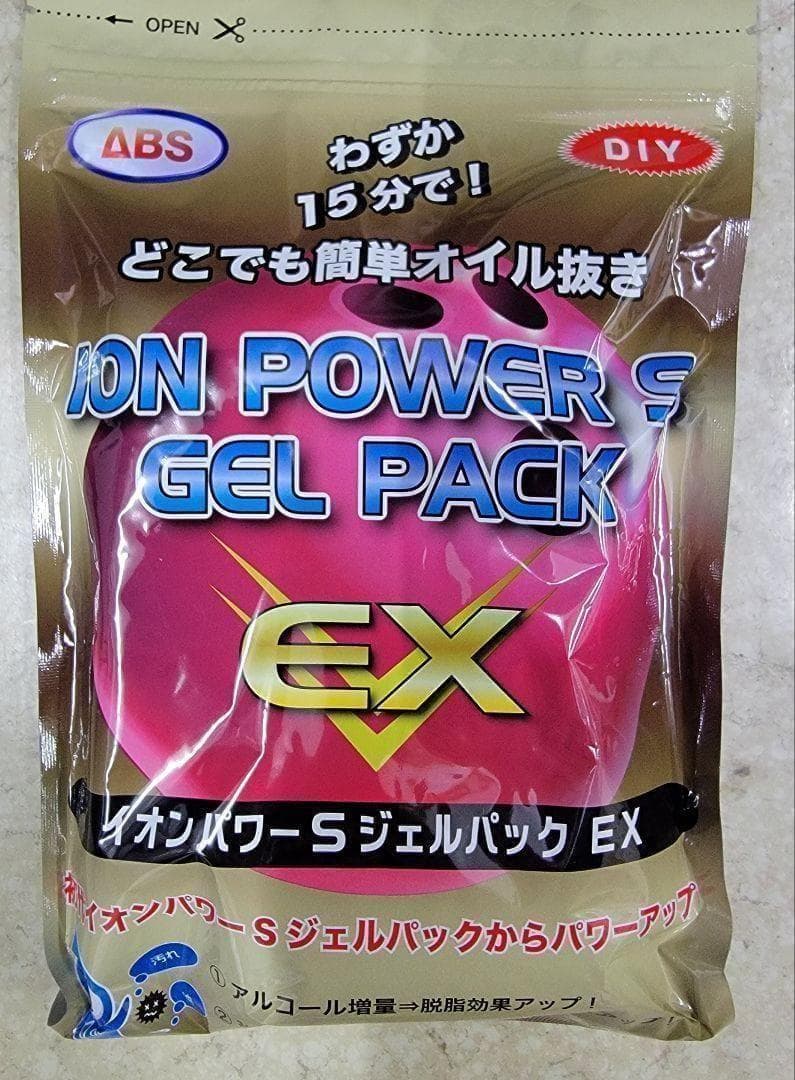 OPEN
ABS
DIY
わずか
15分で!
どこでも簡単オイル抜き
ION POWER S
GEL PACK
EX
イオンパワーSジェルパック EX
イオンパワーSジェルパックからパワーアップ
汚れ
① アルコール増量⇒脱脂効果アップ!
②